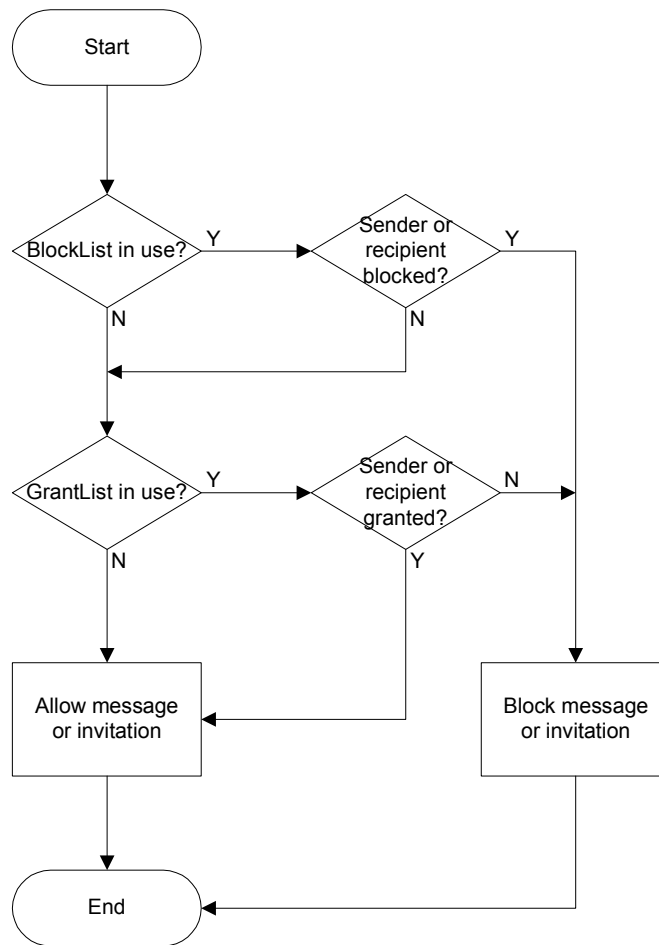 Start
BlockList in use?
Y
Sender or
recipient
blocked?
Y
N
N
GrantList in use?
Y
Sender or
recipient
granted?
N
N
Y
Allow message
or invitation
Block message
or invitation
End